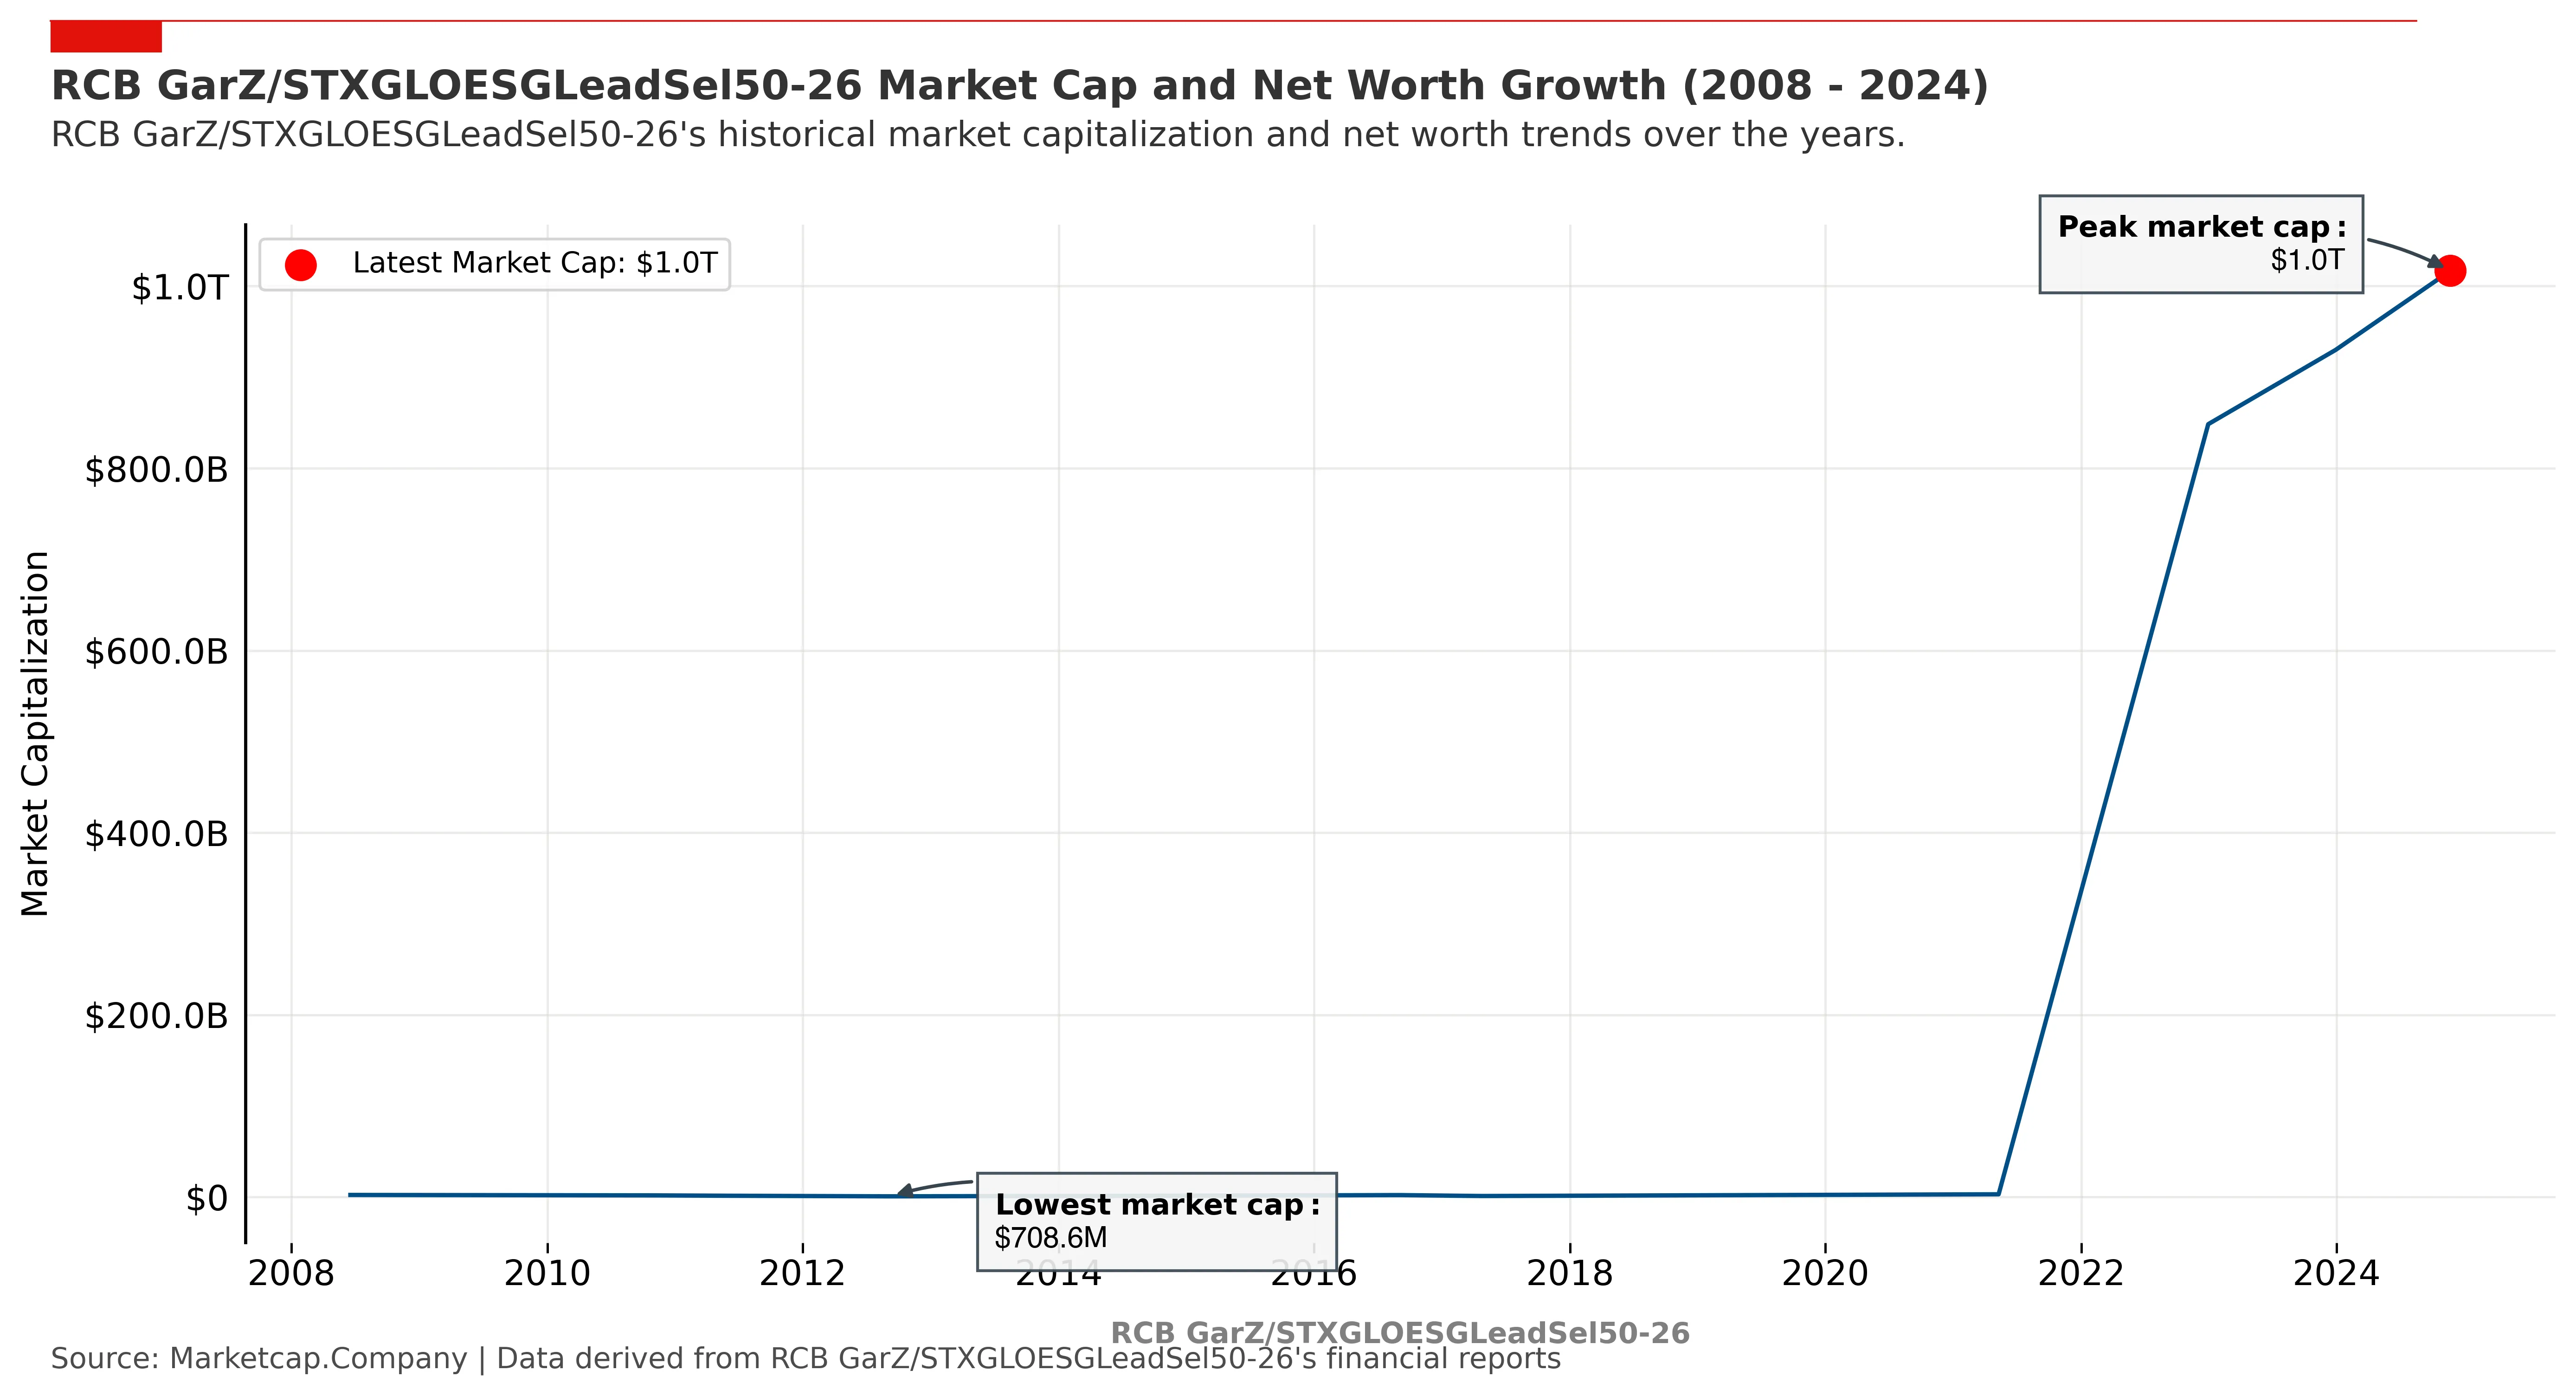 RCB GarZ/STXGLOESGLeadSel50-26 Market Cap and Net Worth Growth (2008 - 2024)
RCB GarZ/STXGLOESGLeadSel50-26's historical market capitalization and net worth trends over the years.
Peak market cap:
$1.0T
Latest Market Cap: $1.0T
$1.0T
$800.0B
$600.0B
$400.0B
$200.0B
$0
Market Capitalization
Lowest market cap:
$708.6M
2008 2010 2012 2014 2016 2018 2020 2022 2024
RCB GarZ/STXGLOESGLeadSel50-26
Source: Marketcap.Company | Data derived from RCB GarZ/STXGLOESGLeadSel50-26's financial reports